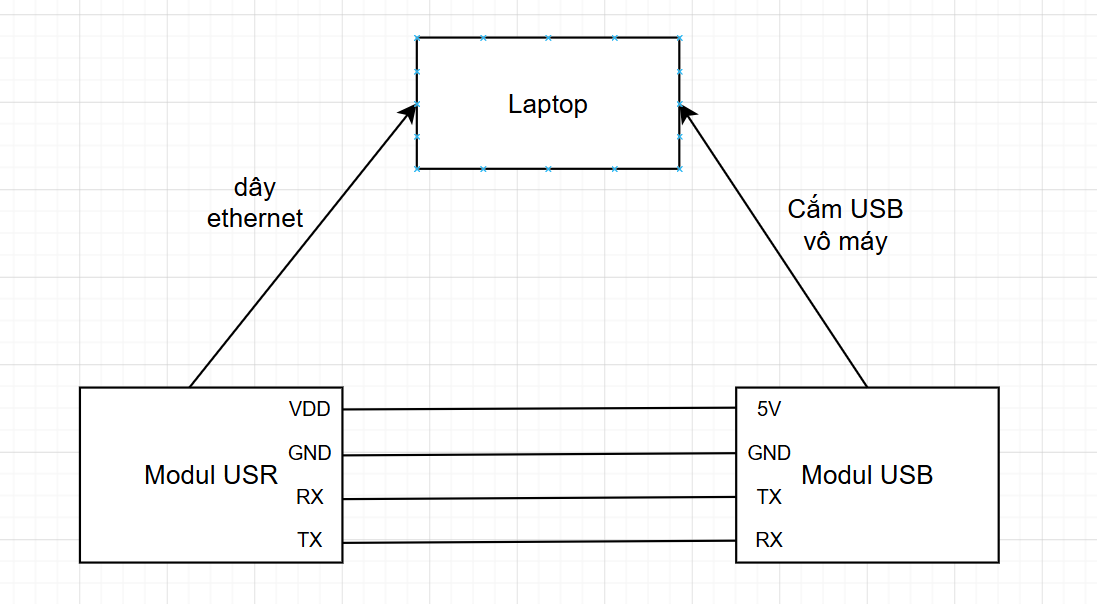 Laptop
dây
ethernet
Cắm USB
vô máy
VDD
GND
RX
TX
Modul USR
5V
GND
TX
RX
Modul USB